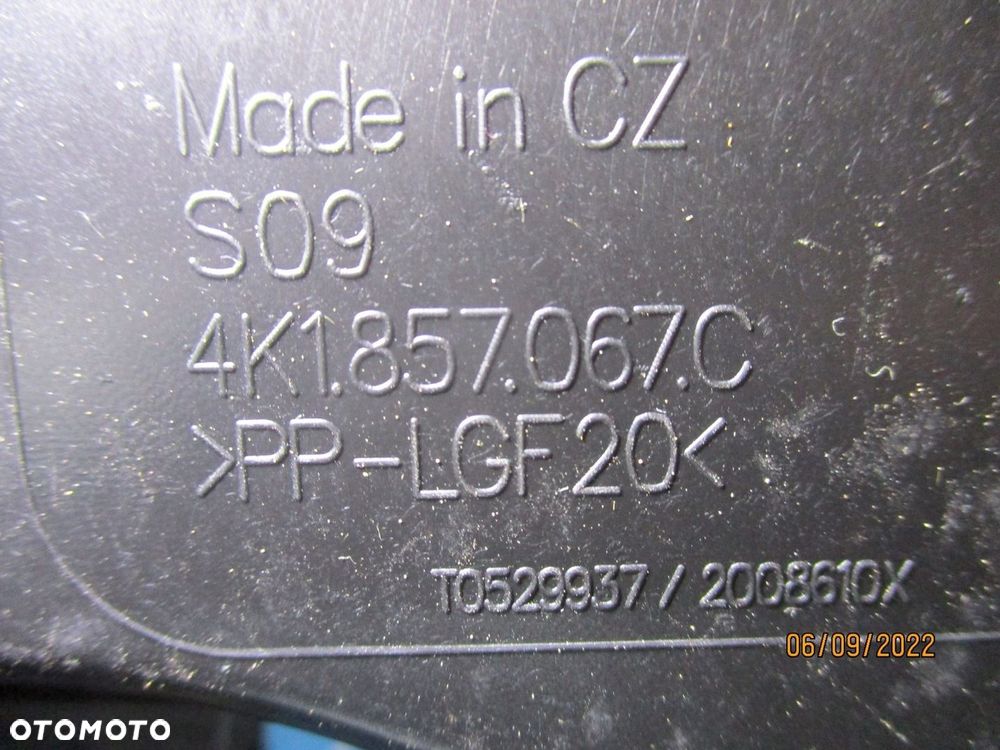 Made in CZ
S09
4K1.857.067.C
>PP-LGF20<
T0529937 / 2008610X
06/09/2022
OTOMOTO